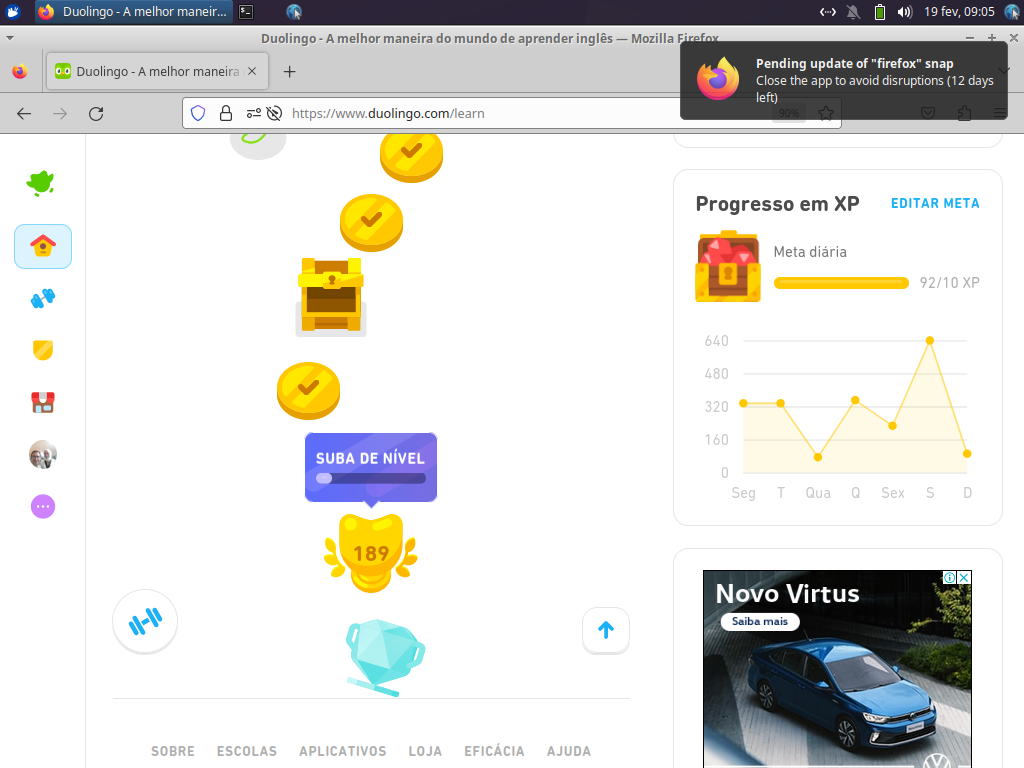 Duolingo - A melhor maneir...
19 fev, 09:05
Duolingo - A melhor maneira do mundo de aprender inglês — Mozilla Firefox
Duolingo - A melhor maneira
Pending update of "firefox" snap
Close the app to avoid disruptions (12 days
left)
https://www.duolingo.com/learn
90%
Progresso em XP
EDITAR META
Meta diária
92/10 XP
640
480
320
160
0
Seg T Qua Q Sex S D
SUBA DE NÍVEL
189
Novo Virtus
Saiba mais
SOBRE ESCOLAS APLICATIVOS LOJA EFICÁCIA AJUDA